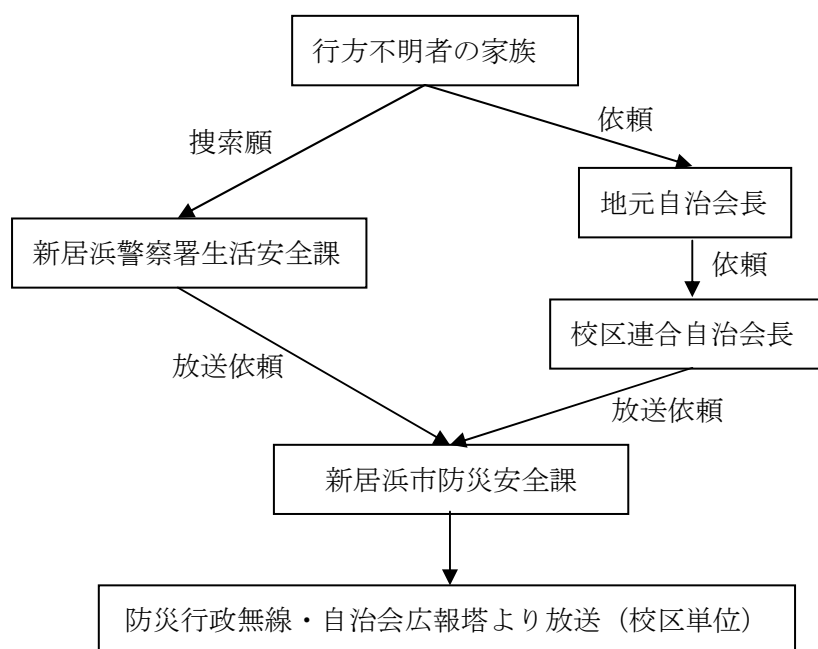 行方不明者の家族
依頼
捜索願
地元自治会長
新居浜警察署生活安全課
依頼
校区連合自治会長
放送依頼
放送依頼
新居浜市防災安全課
防災行政無線・自治会広報塔より放送（校区単位）